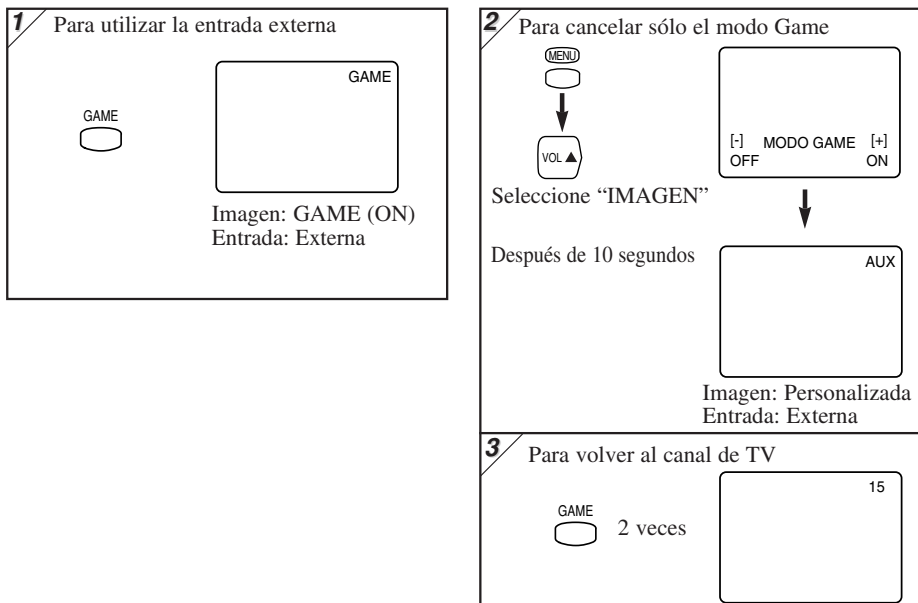 1 Para utilizar la entrada externa
GAME
GAME
Imagen: GAME (ON)
Entrada: Externa
2 Para cancelar sólo el modo Game
MENU
VOL ▲
[-] MODO GAME [+]
OFF ON
Seleccione “IMAGEN”
Después de 10 segundos
AUX
Imagen: Personalizada
Entrada: Externa
3 Para volver al canal de TV
GAME
2 veces
15